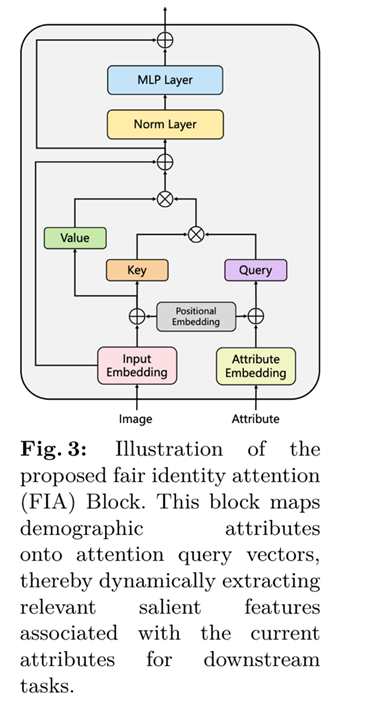 MLP Layer
Norm Layer
Value
Key
Query
Positional
Embedding
Input
Embedding
Attribute
Embedding
Image
Attribute
Fig. 3: Illustration of the
proposed fair identity attention
(FIA) Block. This block maps
demographic attributes
onto attention query vectors,
thereby dynamically extracting
relevant salient features
associated with the current
attributes for downstream
tasks.